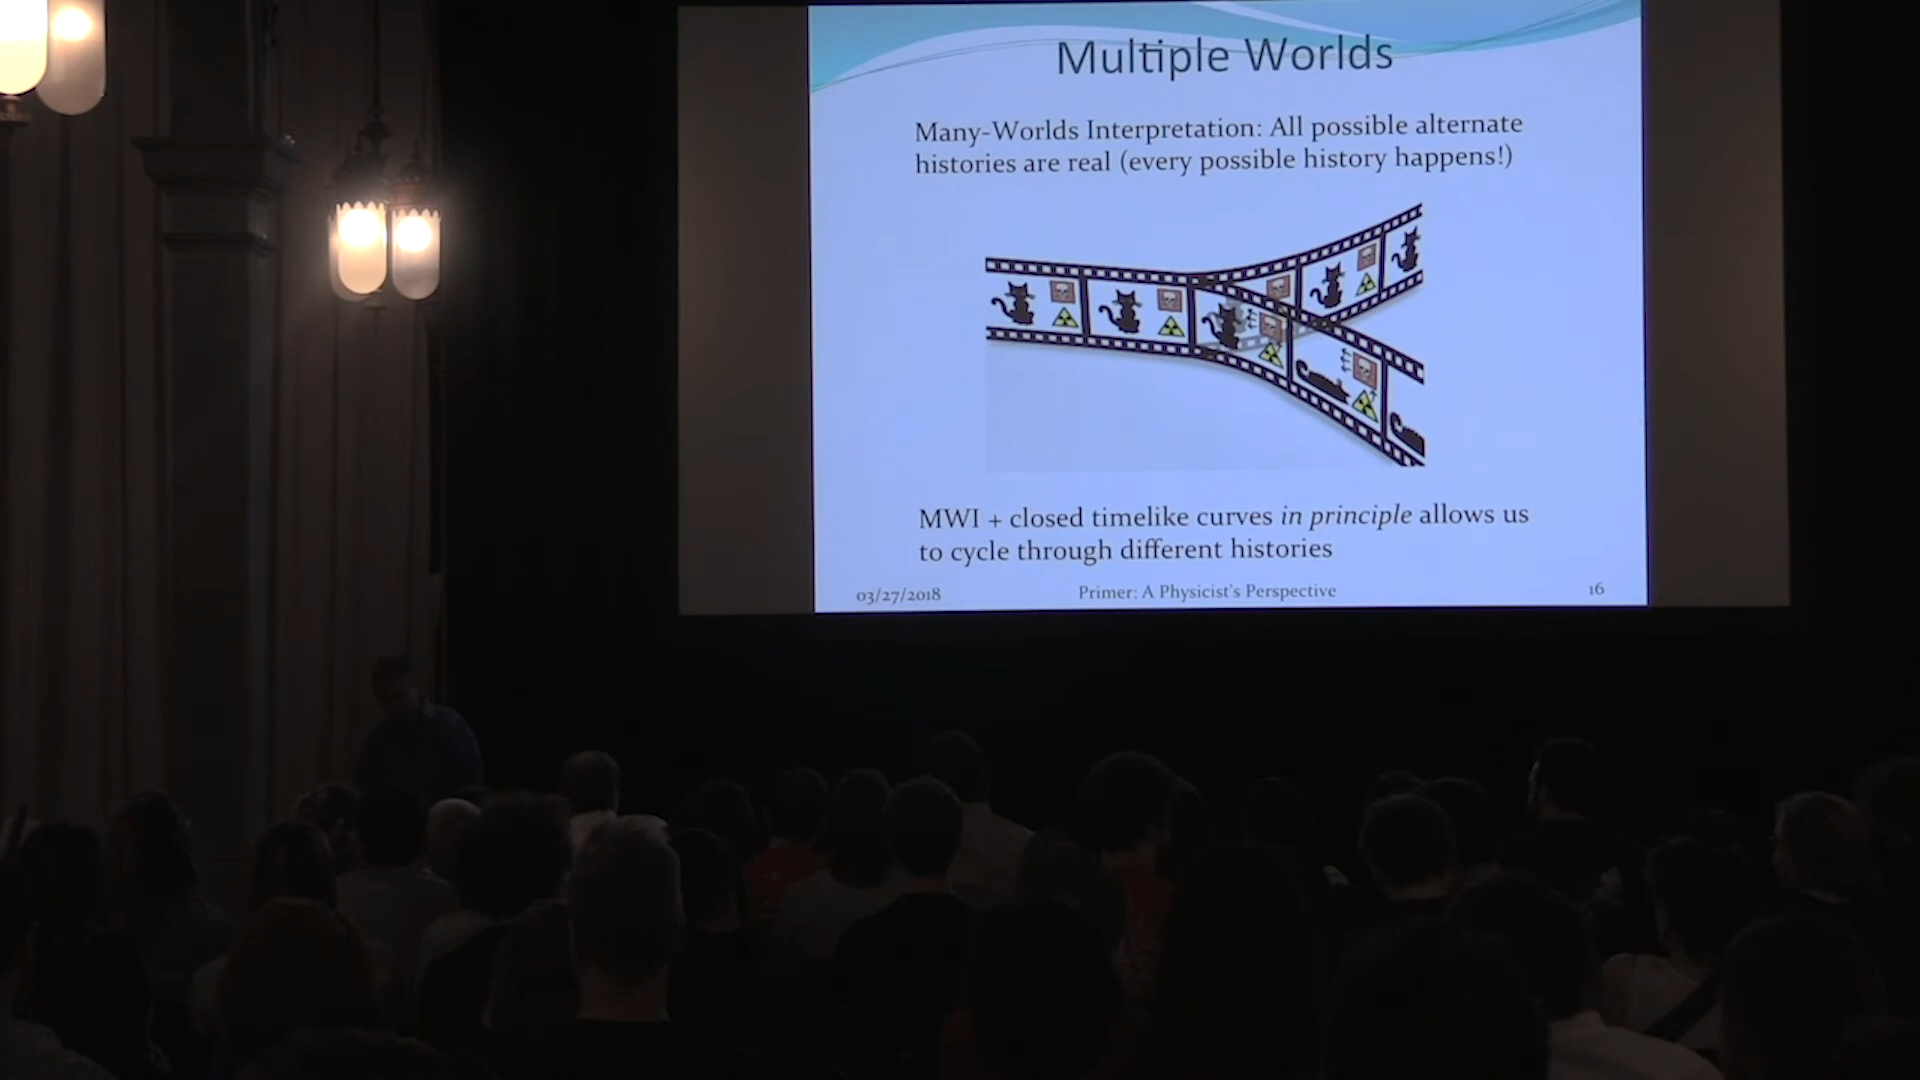 Multiple Worlds
Many-Worlds Interpretation: All possible alternate
histories are real (every possible history happens!)
MWI + closed timelike curves in principle allows us
to cycle through different histories
03/27/2018
Primer: A Physicist's Perspective
16